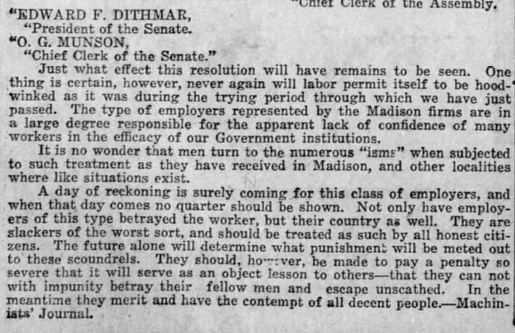 "Chief Clerk of the Assembly.
"EDWARD F. DITHMAR,
"President of the Senate.
"O. G. MUNSON,
"Chief Clerk of the Senate."
Just what effect this resolution will have remains to be seen. One
thing is certain, however, never again will labor permit itself to be hood-
winked as it was during the trying period through which we have just
passed. The type of employers represented by the Madison firms are in
a large degree responsible for the apparent lack of confidence of many
workers in the efficacy of our Government institutions.
It is no wonder that men turn to the numerous "isms" when subjected
to such treatment as they have received in Madison, and other localities
where like situations exist.
A day of reckoning is surely coming for this class of employers, and
when that day comes no quarter should be shown. Not only have employ-
ers of this type betrayed the worker, but their country as well. They are
slackers of the worst sort, and should be treated as such by all honest citi-
zens. The future alone will determine what punishment will be meted out
to these scoundrels. They should, however, be made to pay a penalty so
severe that it will serve as an object lesson to others—that they can not
with impunity betray their fellow men and escape unscathed. In the
meantime they merit and have the contempt of all decent people.—Machin-
ists' Journal.